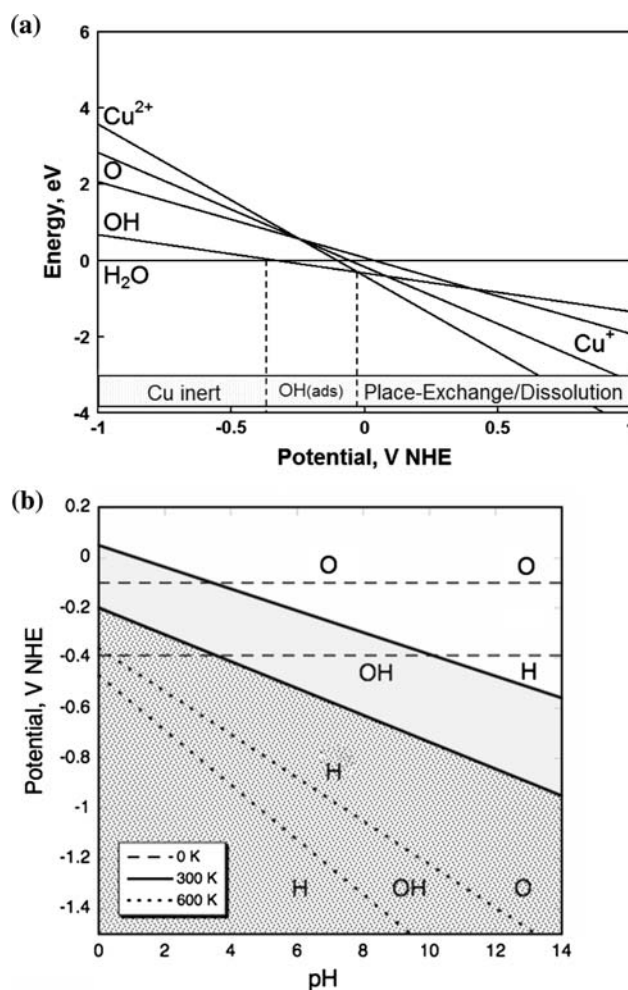 (a)
6
4
2
0
-2
-4
Energy, eV
Cu2+
O
OH
H2O
Cu+
Cu inert
OH(ads)
Place-Exchange/Dissolution
-1
-0.5
0
0.5
1
Potential, V NHE
(b)
0.2
0
-0.2
-0.4
-0.6
-0.8
-1
-1.2
-1.4
Potential, V NHE
O
O
OH
H
H
H
OH
O
0 K
300 K
600 K
0
2
4
6
8
10
12
14
pH